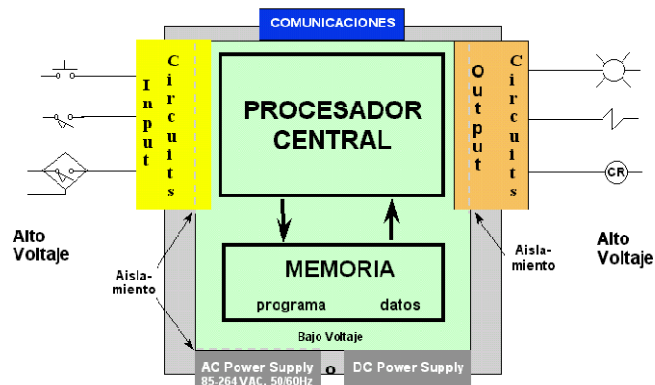 COMUNICACIONES
Input
Circuits
PROCESADOR
CENTRAL
Output
Circuits
CR
Alto
Voltaje
Aisla-
miento
MEMORIA
programa datos
Bajo Voltaje
Aisla-
miento
Alto
Voltaje
AC Power Supply
85-264 VAC, 50/60Hz
o
DC Power Supply